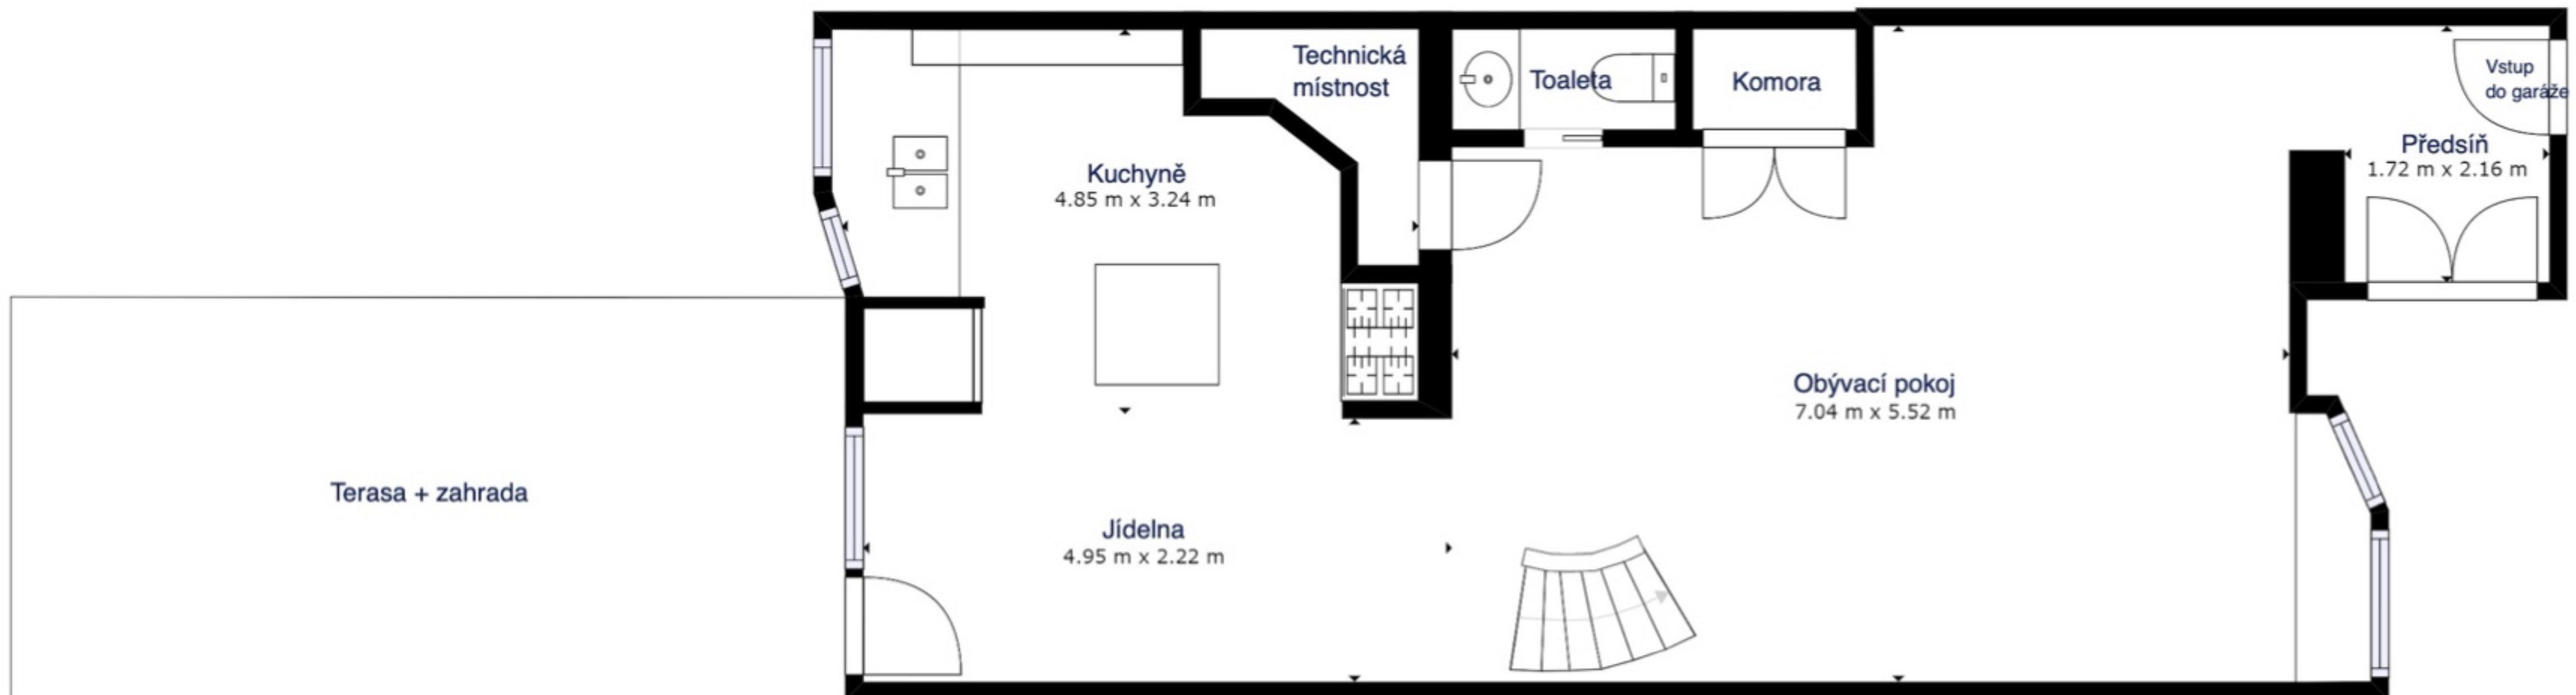 Technická
místnost
Toaleta
Komora
Vstup
do garáže
Předsíň
1.72 m x 2.16 m
Kuchyně
4.85 m x 3.24 m
Obývací pokoj
7.04 m x 5.52 m
Terasa + zahrada
Jídelna
4.95 m x 2.22 m